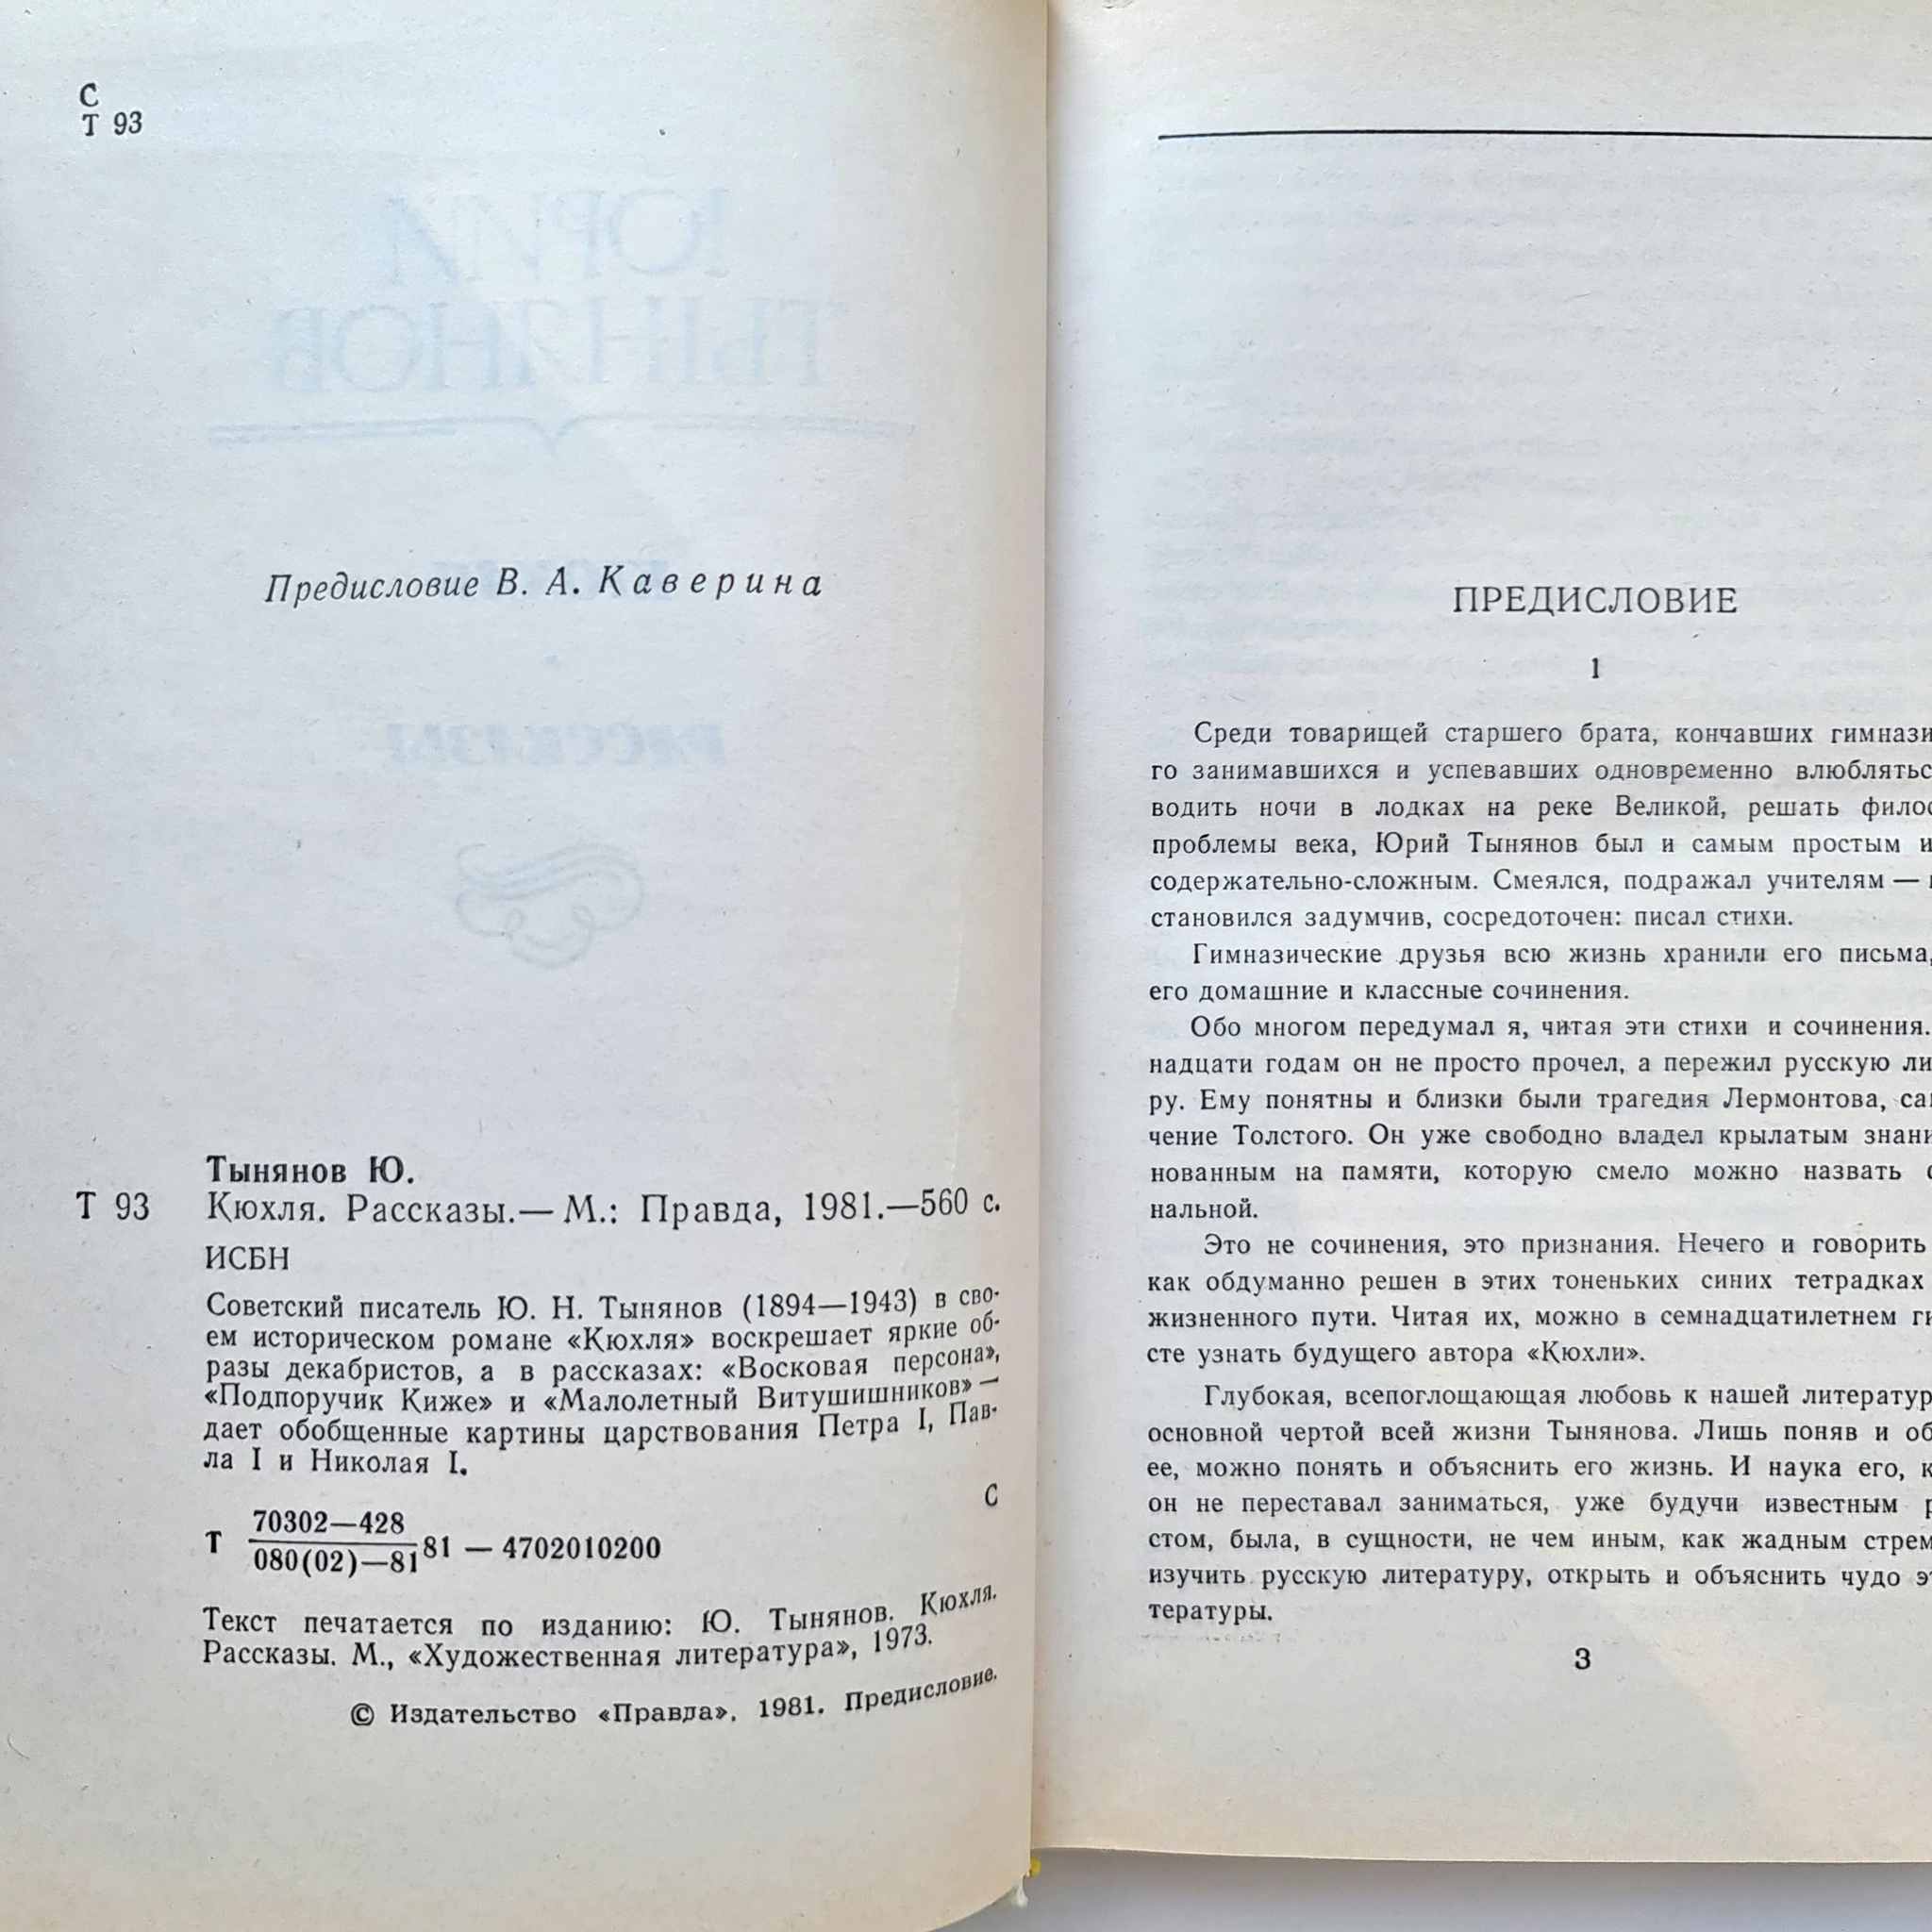 С
Т 93
Предисловие В. А. Каверина
Тынянов Ю.
Т 93 Кюхля. Рассказы.— М.: Правда, 1981.—560 с.
ИСБН
Советский писатель Ю. Н. Тынянов (1894—1943) в сво-
ем историческом романе «Кюхля» воскрешает яркие об-
разы декабристов, а в рассказах: «Восковая персона»,
«Подпоручик Киже» и «Малолетный Витушишников» —
дает обобщенные картины царствования Петра I, Пав-
ла I и Николая I.
С
70302—428
Т 81 — 4702010200
080(02)—81
Текст печатается по изданию: Ю. Тынянов. Кюхля.
Рассказы. М., «Художественная литература», 1973.
© Издательство «Правда», 1981. Предисловие.
ПРЕДИСЛОВИЕ
1
Среди товарищей старшего брата, кончавших
го занимавшихся и успевавших одновременно
водить ночи в лодках на реке Великой, решать
проблемы века, Юрий Тынянов был и самым простым и
содержательно-сложным. Смеялся, подражал учителям —
становился задумчив, сосредоточен: писал стихи.
Гимназические друзья всю жизнь хранили его письма,
его домашние и классные сочинения.
Обо многом передумал я, читая эти стихи и сочинения.
надцати годам он не просто прочел, а пережил русскую ли
ру. Ему понятны и близки были трагедия Лермонтова,
чение Толстого. Он уже свободно владел крылатым
нованным на памяти, которую смело можно назвать
нальной.
Это не сочинения, это признания. Нечего и говорить
как обдуманно решен в этих тоненьких синих тетрадках
жизненного пути. Читая их, можно в семнадцатилетнем
сте узнать будущего автора «Кюхли».
Глубокая, всепоглощающая любовь к нашей литератур
основной чертой всей жизни Тынянова. Лишь поняв и об
ее, можно понять и объяснить его жизнь. И наука его,
он не переставал заниматься, уже будучи известным
стом, была, в сущности, не чем иным, как жадным стрем
изучить русскую литературу, открыть и объяснить чудо
тературы.
3